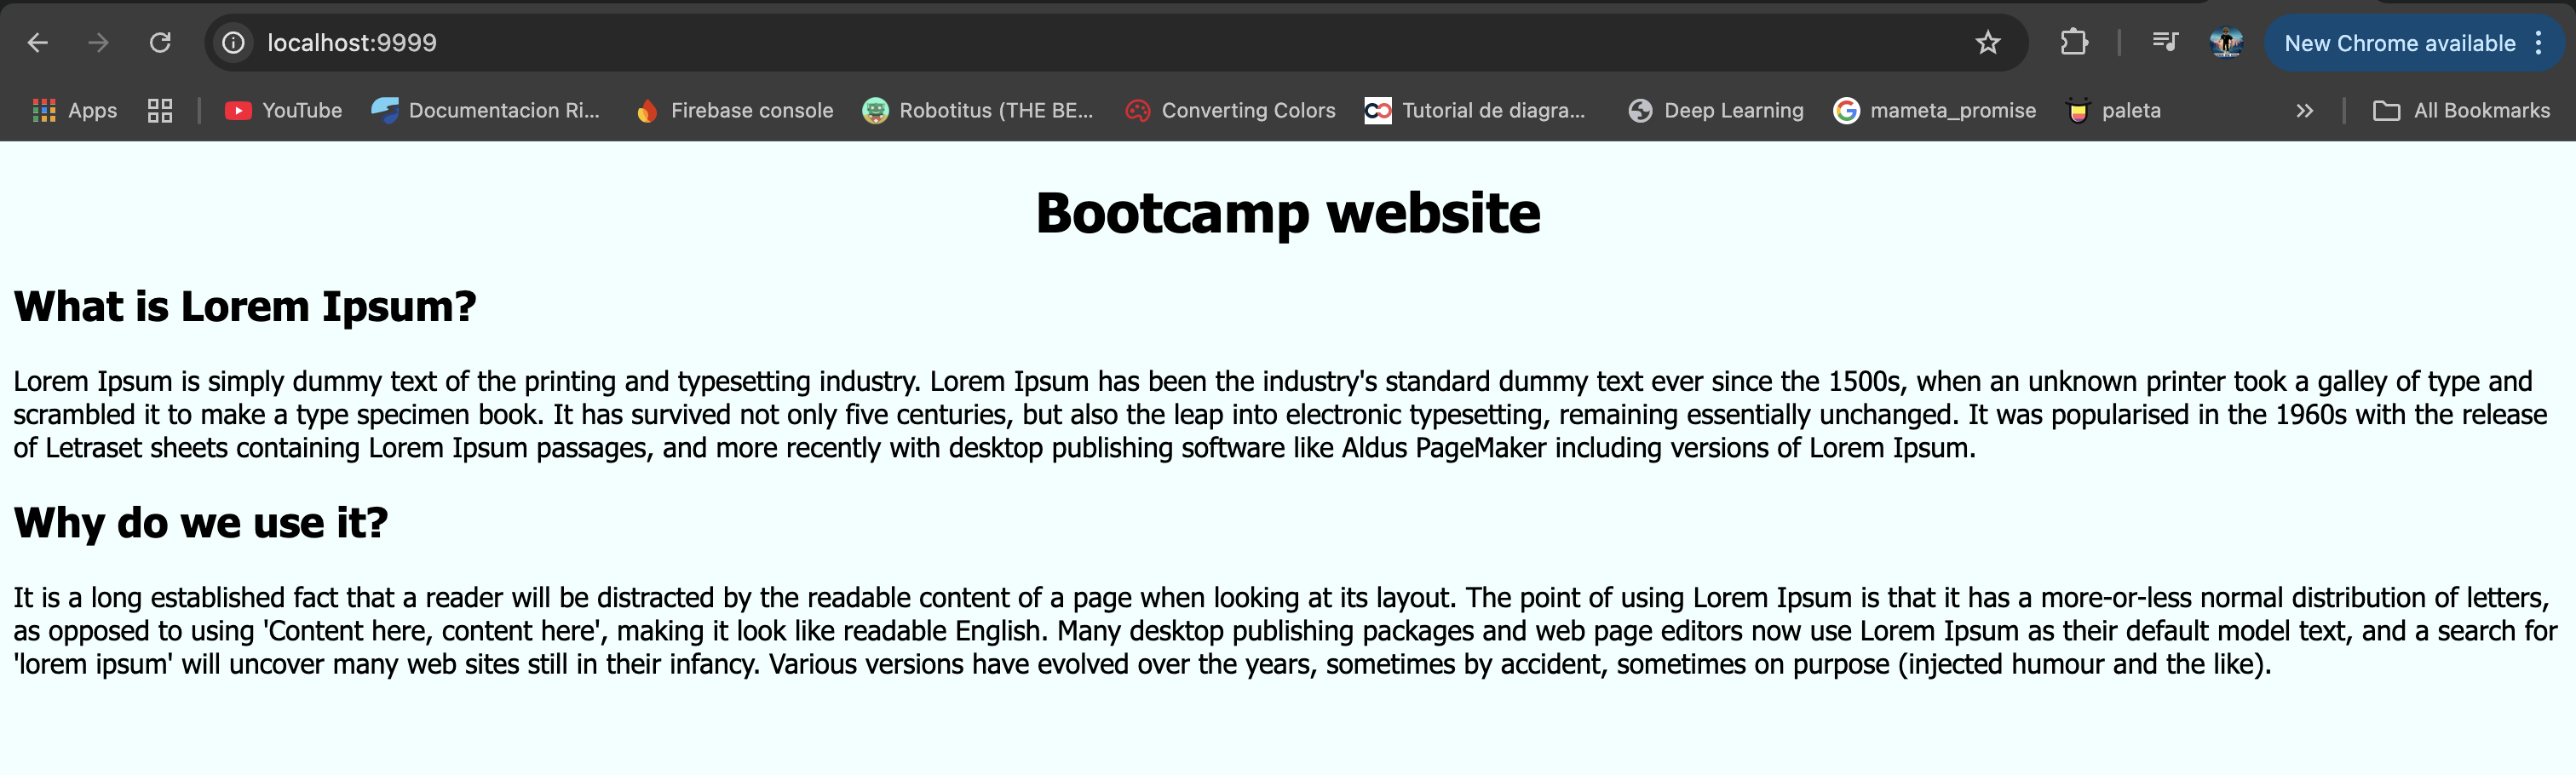 localhost:9999
New Chrome available
Apps
YouTube
Documentacion Ri...
Firebase console
Robotitus (THE BE...
Converting Colors
Tutorial de diagra...
Deep Learning
mameta_promise
paleta
All Bookmarks
Bootcamp website
What is Lorem Ipsum?
Lorem Ipsum is simply dummy text of the printing and typesetting industry. Lorem Ipsum has been the industry's standard dummy text ever since the 1500s, when an unknown printer took a galley of type and
scrambled it to make a type specimen book. It has survived not only five centuries, but also the leap into electronic typesetting, remaining essentially unchanged. It was popularised in the 1960s with the release
of Letraset sheets containing Lorem Ipsum passages, and more recently with desktop publishing software like Aldus PageMaker including versions of Lorem Ipsum.
Why do we use it?
It is a long established fact that a reader will be distracted by the readable content of a page when looking at its layout. The point of using Lorem Ipsum is that it has a more-or-less normal distribution of letters,
as opposed to using 'Content here, content here', making it look like readable English. Many desktop publishing packages and web page editors now use Lorem Ipsum as their default model text, and a search for
'lorem ipsum' will uncover many web sites still in their infancy. Various versions have evolved over the years, sometimes by accident, sometimes on purpose (injected humour and the like).